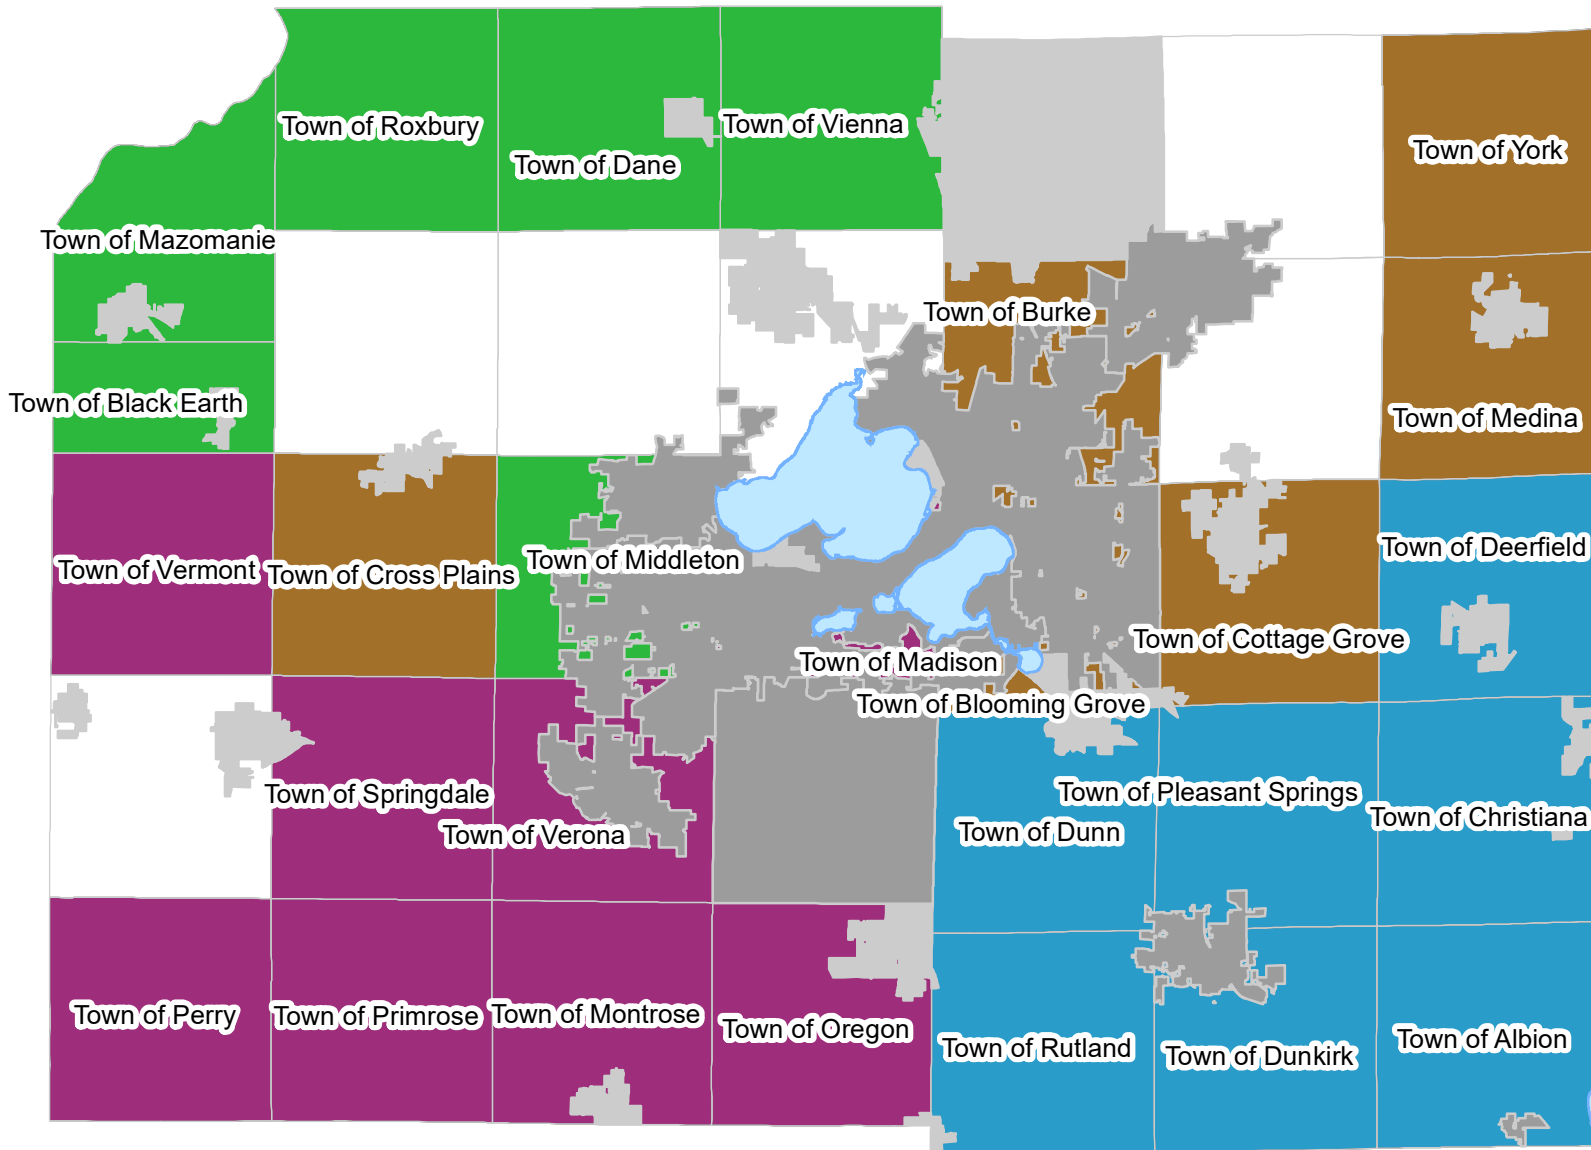 Town of Roxbury
Town of Vienna
Town of Dane
Town of York
Town of Mazomanie
Town of Burke
Town of Black Earth
Town of Medina
Town of Deerfield
Town of Vermont
Town of Cross Plains
Town of Middleton
Town of Cottage Grove
Town of Madison
Town of Blooming Grove
Town of Springdale
Town of Pleasant Springs
Town of Christiana
Town of Verona
Town of Dunn
Town of Perry
Town of Primrose
Town of Montrose
Town of Oregon
Town of Rutland
Town of Dunkirk
Town of Albion